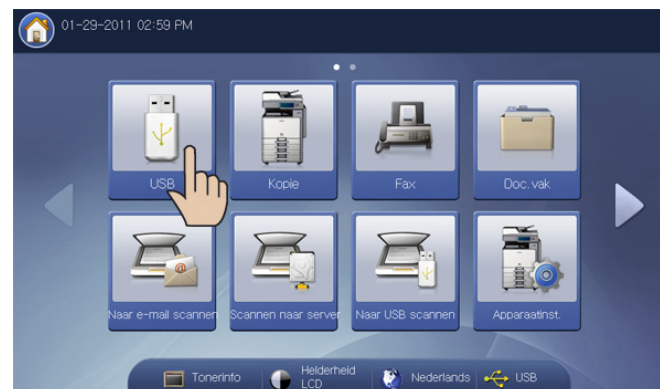 01-29-2011 02:59 PM
USB
Kopie
Fax
Doc. vak
Naar e-mail scannen
Scannen naar server
Naar USB scannen
Apparaatinst.
Tonerinfo
Helderheid
LCD
Nederlands
USB